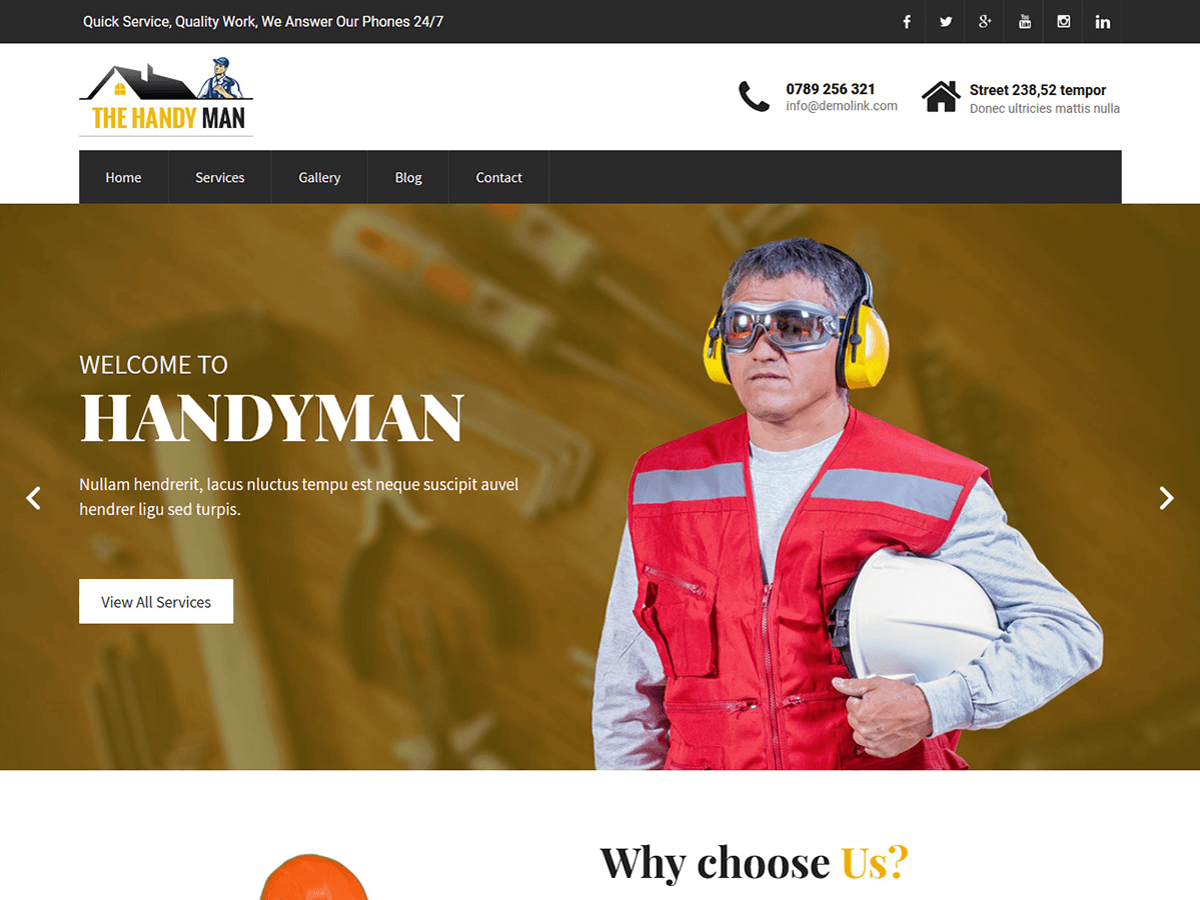 Quick Service, Quality Work, We Answer Our Phones 24/7
THE HANDY MAN
0789 256 321
info@demolink.com
Street 238,52 tempor
Donec ultricies mattis nulla
Home
Services
Gallery
Blog
Contact
WELCOME TO
HANDYMAN
Nullam hendrerit, lacus nluctus tempu est neque suscipit auvel
hendrer ligu sed turpis.
View All Services
Why choose Us?